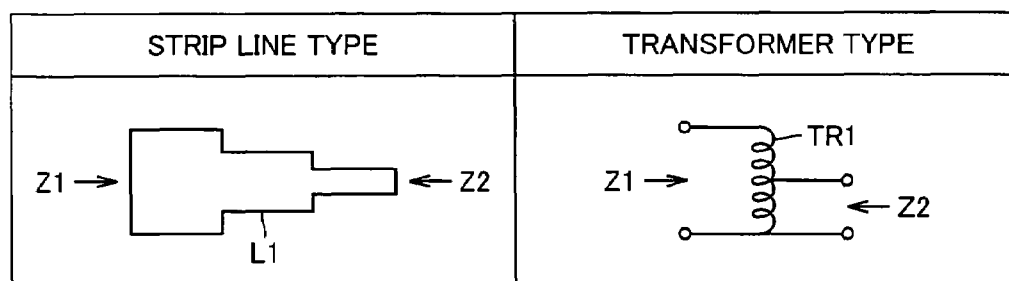 STRIP LINE TYPE
TRANSFORMER TYPE
Z1
Z2
L1
TR1
Z1
Z2